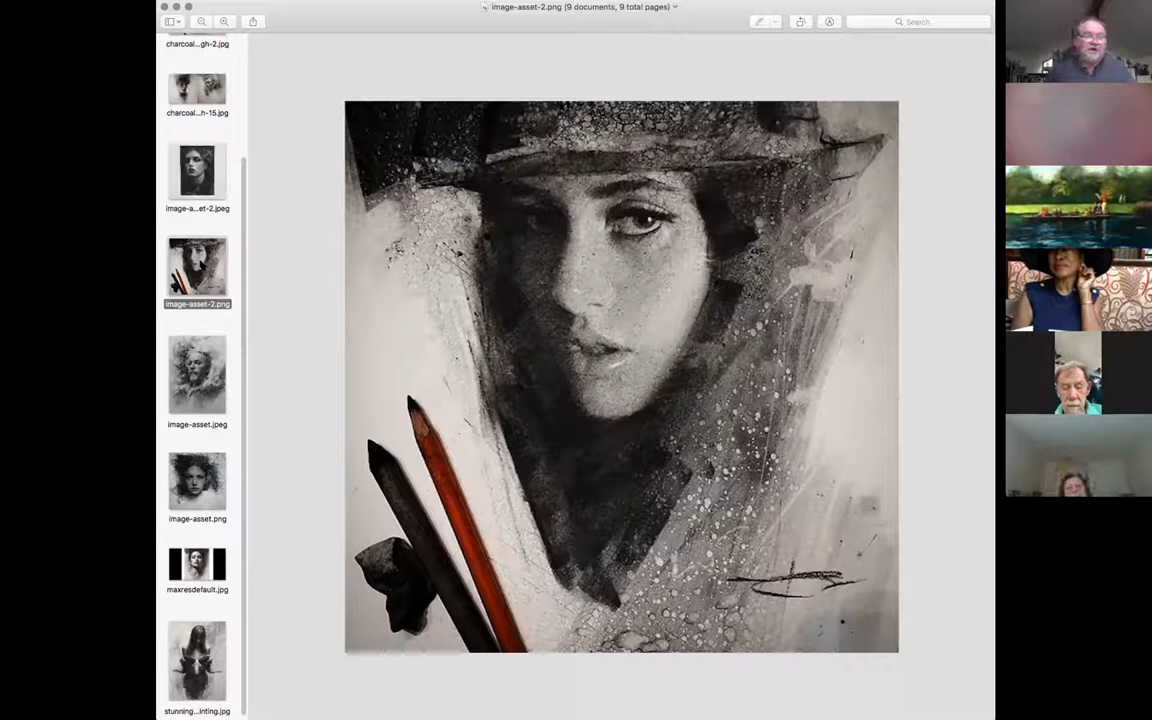 image-asset-2.png (9 documents, 9 total pages)
Search
charcoal...gh-2.jpg
charcoal...h-15.jpg
image-a...et-2.jpeg
image-asset-2.png
image-asset.jpeg
image-asset.png
maxresdefault.jpg
stunning...inting.jpg